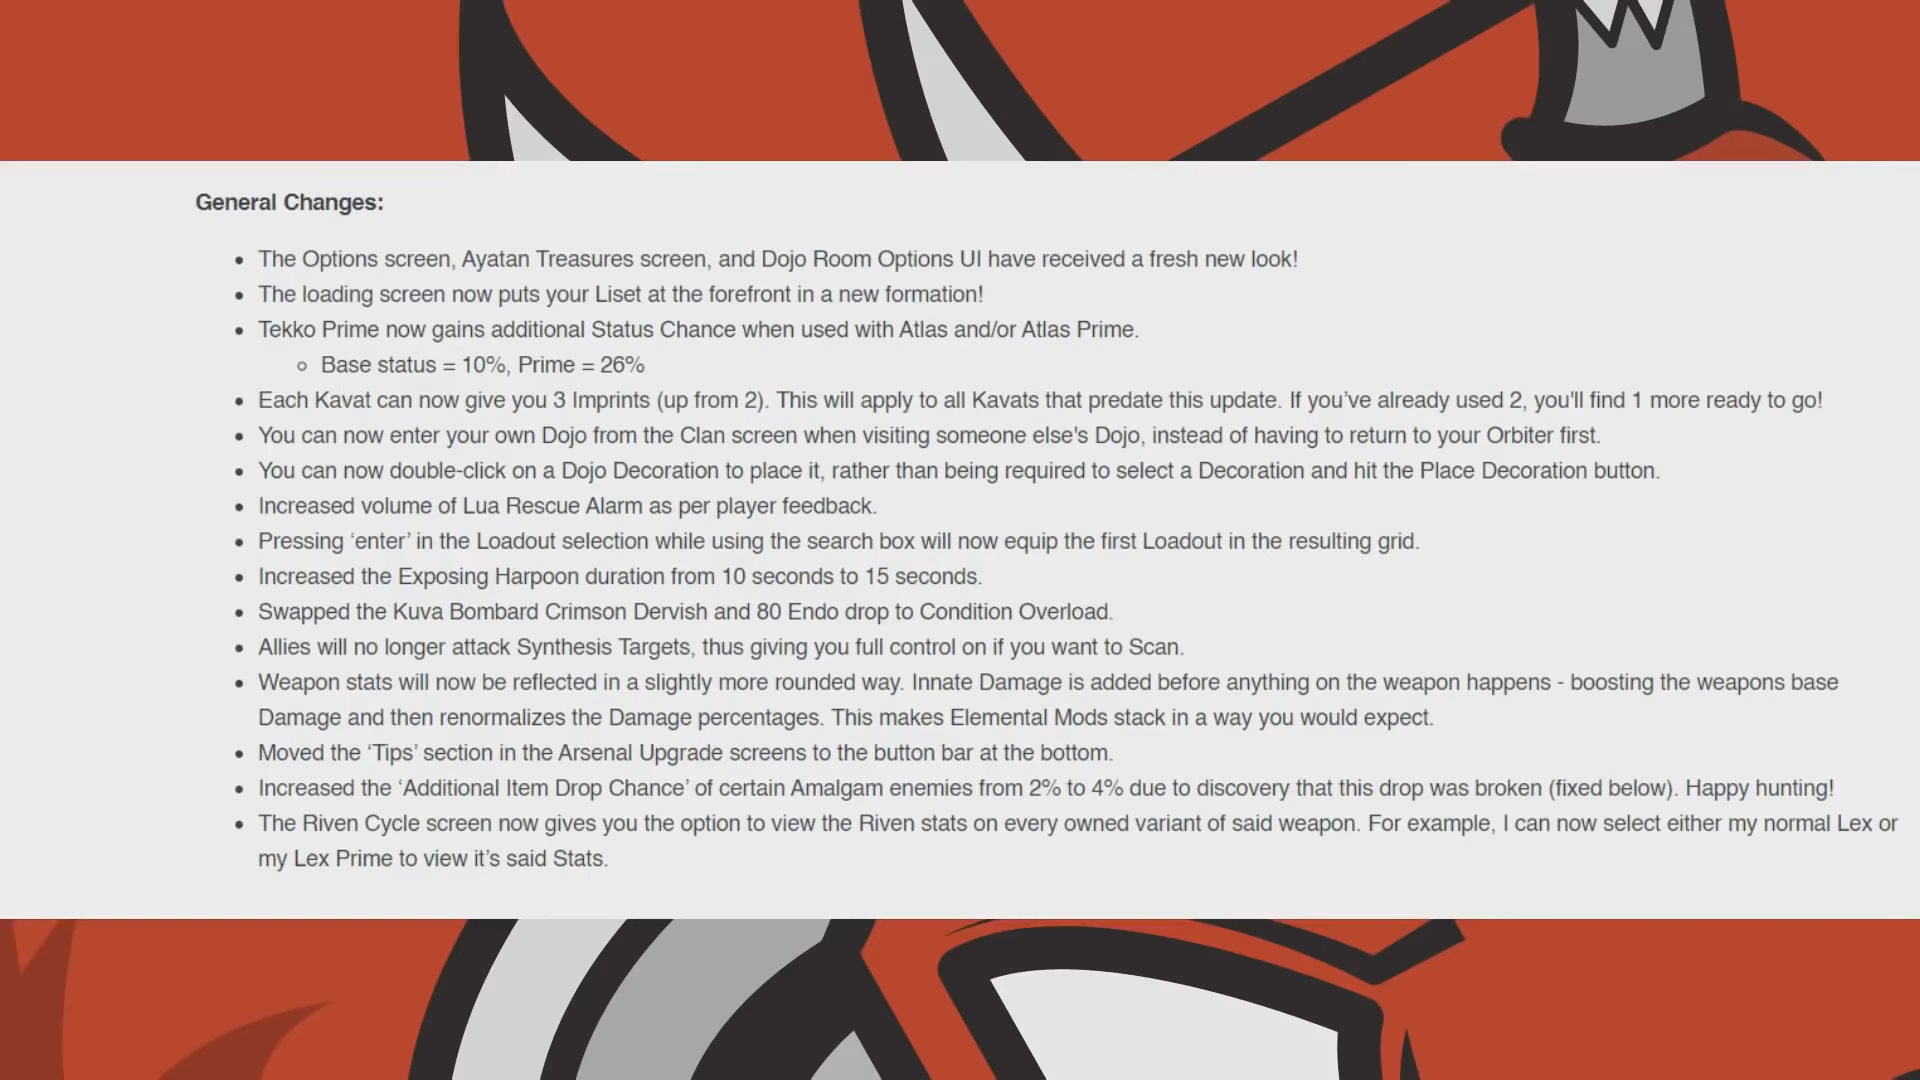 General Changes:
• The Options screen, Ayatan Treasures screen, and Dojo Room Options UI have received a fresh new look!
• The loading screen now puts your Liset at the forefront in a new formation!
• Tekko Prime now gains additional Status Chance when used with Atlas and/or Atlas Prime.
○ Base status = 10%, Prime = 26%
• Each Kavat can now give you 3 Imprints (up from 2). This will apply to all Kavats that predate this update. If you’ve already used 2, you'll find 1 more ready to go!
• You can now enter your own Dojo from the Clan screen when visiting someone else's Dojo, instead of having to return to your Orbiter first.
• You can now double-click on a Dojo Decoration to place it, rather than being required to select a Decoration and hit the Place Decoration button.
• Increased volume of Lua Rescue Alarm as per player feedback.
• Pressing ‘enter’ in the Loadout selection while using the search box will now equip the first Loadout in the resulting grid.
• Increased the Exposing Harpoon duration from 10 seconds to 15 seconds.
• Swapped the Kuva Bombard Crimson Dervish and 80 Endo drop to Condition Overload.
• Allies will no longer attack Synthesis Targets, thus giving you full control on if you want to Scan.
• Weapon stats will now be reflected in a slightly more rounded way. Innate Damage is added before anything on the weapon happens - boosting the weapons base
Damage and then renormalizes the Damage percentages. This makes Elemental Mods stack in a way you would expect.
• Moved the ‘Tips’ section in the Arsenal Upgrade screens to the button bar at the bottom.
• Increased the ‘Additional Item Drop Chance’ of certain Amalgam enemies from 2% to 4% due to discovery that this drop was broken (fixed below). Happy hunting!
• The Riven Cycle screen now gives you the option to view the Riven stats on every owned variant of said weapon. For example, I can now select either my normal Lex or
my Lex Prime to view it’s said Stats.